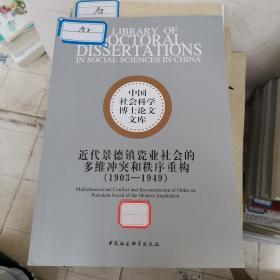 LIBRARY OF
DOCTORAL
DISSERTATIONS
IN SOCIAL SCIENCES IN CHINA
中国
社会科学
博士论文
文库
近代景德镇瓷业社会的
多维冲突和秩序重构
(1903—1949)
Multidimensional Conflict and Reconstruction of Order on
Porcelain Social of the Modern Jingdezhen
中国社会科学出版社